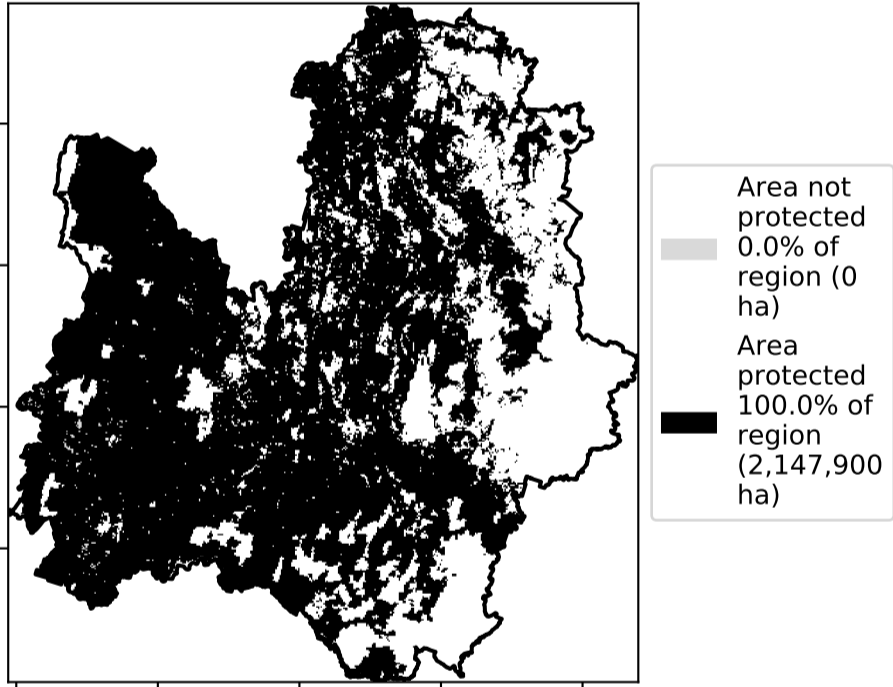 Area not
protected
0.0% of
region (0
ha)
Area
protected
100.0% of
region
(2,147,900
ha)